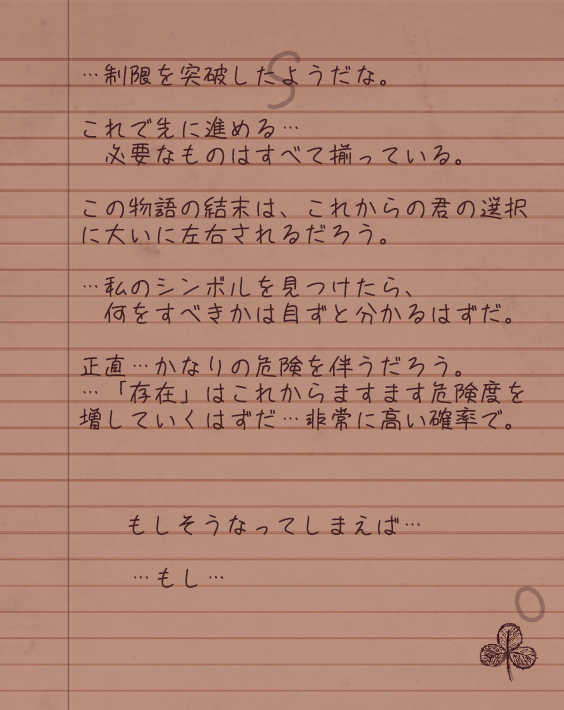 …制限を突破したようだな。
これで先に進める…
必要なものはすべて揃っている。
この物語の結末は、これからの君の選択
に大いに左右されるだろう。
…私のシンボルを見つけたら、
何をすべきかは自ずと分かるはずだ。
正直…かなりの危険を伴うだろう。
…「存在」はこれからますます危険度を
増していくはずだ…非常に高い確率で。
もしそうなってしまえば…
…もし…
S
O